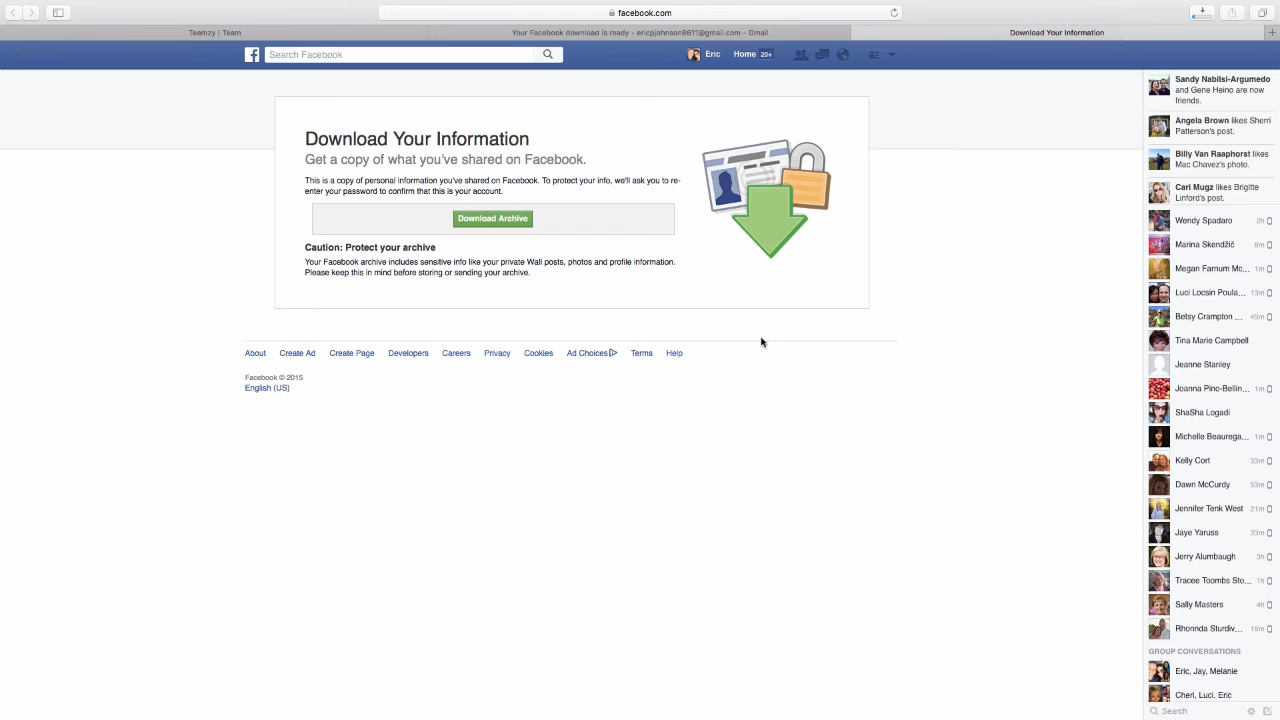 facebook.com
Teamzy | Team
Your Facebook download is ready - ericpjohnson8611@gmail.com - Gmail
Download Your Information
Search Facebook
Eric
Home 20+
Download Your Information
Get a copy of what you've shared on Facebook.
This is a copy of personal information you've shared on Facebook. To protect your info, we'll ask you to re-
enter your password to confirm that this is your account.
Download Archive
Caution: Protect your archive
Your Facebook archive includes sensitive info like your private Wall posts, photos and profile information.
Please keep this in mind before storing or sending your archive.
About Create Ad Create Page Developers Careers Privacy Cookies Ad Choices Terms Help
Facebook © 2015
English (US)
Sandy Nabilsi-Argumedo
and Gene Heino are now
friends.
Angela Brown likes Sherri
Patterson's post.
Billy Van Raaphorst likes
Mac Chavez's photo.
Cari Mugz likes Brigitte
Linford's post.
Wendy Spadaro 2h
Marina Skendžić 6m
Megan Farnum Mc... 1m
Luci Locsin Poula... 13m
Betsy Crampton ... 45m
Tina Marie Campbell
Jeanne Stanley
Joanna Pino-Bellin... 1m
ShaSha Logadi
Michelle Beaurega... 1m
Kelly Cort 33m
Dawn McCurdy 53m
Jennifer Tenk West 21m
Jaye Yaruss 33m
Jerry Alumbaugh 3h
Tracee Toombs Sto... 1h
Sally Masters 4h
Rhonnda Sturdiv... 18m
GROUP CONVERSATIONS
Eric, Jay, Melanie
Cheri, Luci, Eric
Search